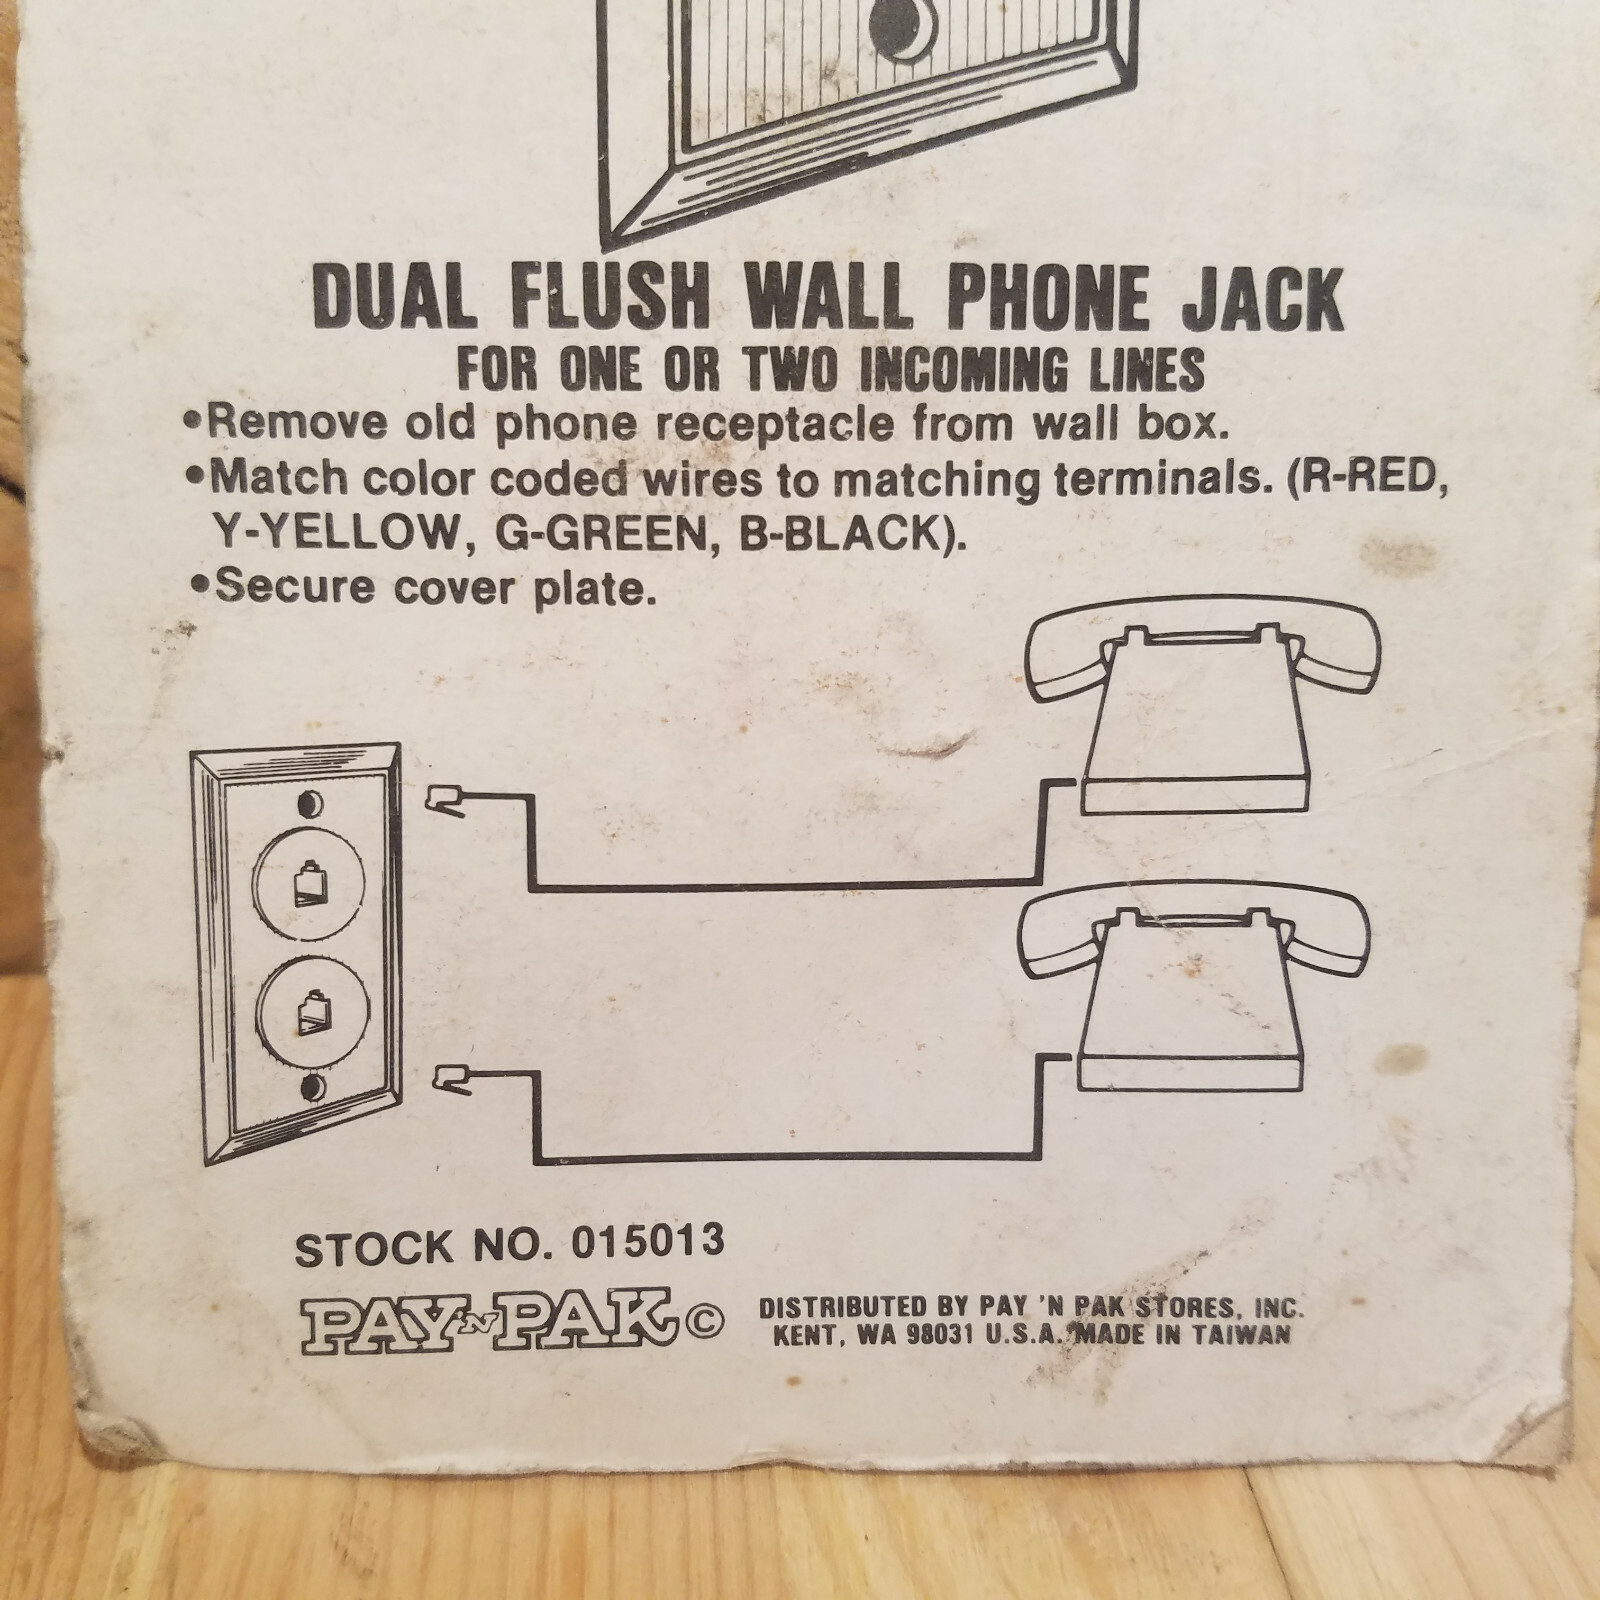 DUAL FLUSH WALL PHONE JACK
FOR ONE OR TWO INCOMING LINES
•Remove old phone receptacle from wall box.
•Match color coded wires to matching terminals. (R-RED,
Y-YELLOW, G-GREEN, B-BLACK).
•Secure cover plate.
STOCK NO. 015013
PAY 'N PAK ©
DISTRIBUTED BY PAY 'N PAK STORES, INC.
KENT, WA 98031 U.S.A. MADE IN TAIWAN